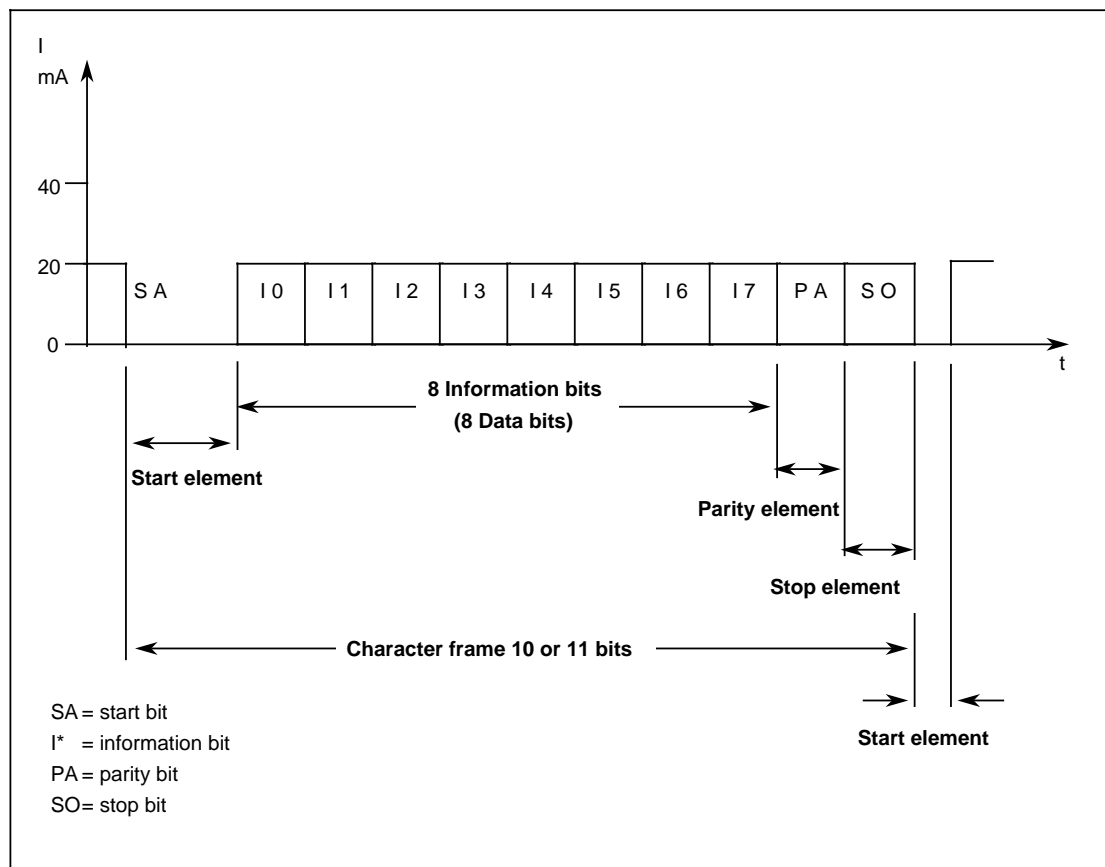 I
mA
40
20
0
S A
I 0
I 1
I 2
I 3
I 4
I 5
I 6
I 7
P A
S O
t
8 Information bits
(8 Data bits)
Start element
Parity element
Stop element
Character frame 10 or 11 bits
Start element
SA = start bit
I* = information bit
PA = parity bit
SO = stop bit